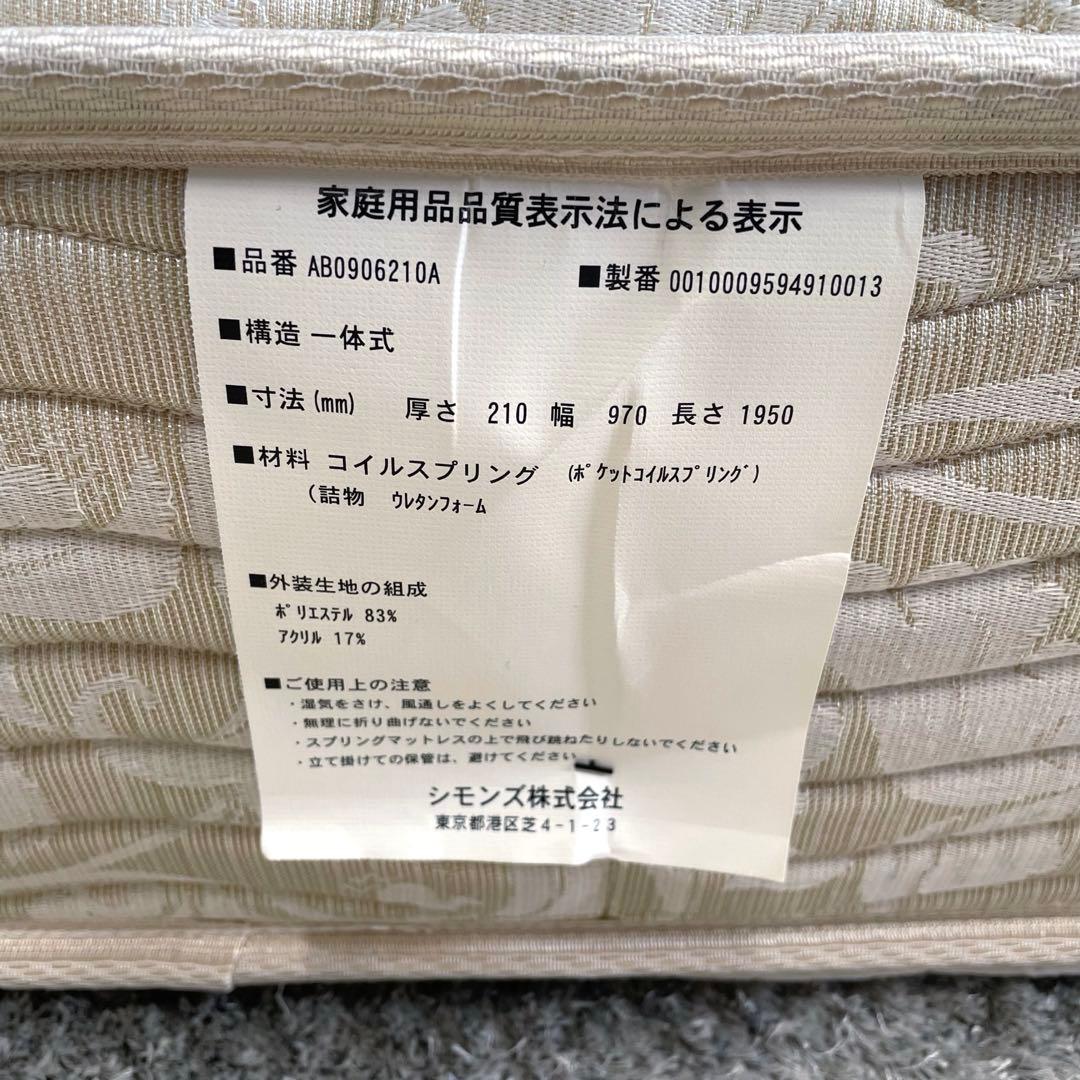 家庭用品品質表示法による表示
■品番 AB0906210A ■製番 0010009594910013
■構造 一体式
■寸法(mm) 厚さ 210 幅 970 長さ 1950
■材料 コイルスプリング (ﾎﾟｹｯﾄｺｲﾙｽﾌﾟﾘﾝｸﾞ)
(詰物 ｳﾚﾀﾝﾌｫｰﾑ
■外装生地の組成
ﾎﾟﾘｴｽﾃﾙ 83%
ｱｸﾘﾙ 17%
■ご使用上の注意
・湿気をさけ、風通しをよくしてください
・無理に折り曲げないでください
・スプリングマットレスの上で飛び跳ねたりしないでください
・立て掛けての保管は、避けてください
シモンズ株式会社
東京都港区芝4-1-23